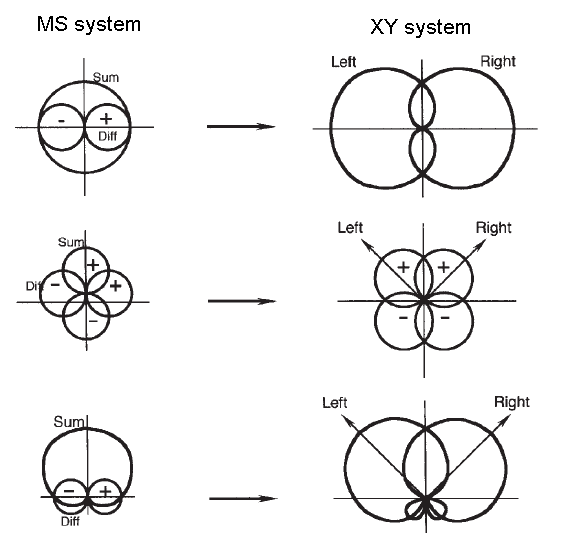 MS system
XY system
Sum
-
+
Diff
Left
Right
Sum
+
-
+
Diff
-
Left
Right
+
+
-
-
Sum
-
+
Diff
Left
Right